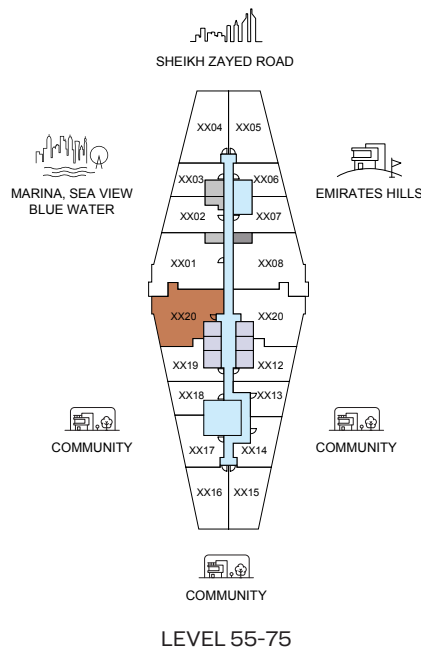 SHEIKH ZAYED ROAD
XX04 XX05
MARINA, SEA VIEW
BLUE WATER
XX03 XX06
EMIRATES HILLS
XX02 XX07
XX01 XX08
XX20 XX20
XX19 XX12
XX18 XX13
COMMUNITY
COMMUNITY
XX17 XX14
XX16 XX15
COMMUNITY
LEVEL 55-75